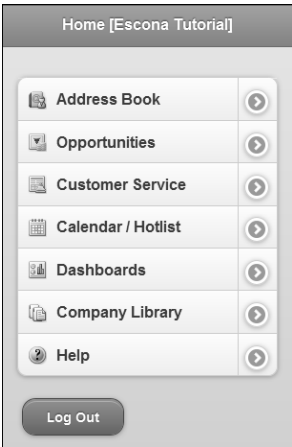 Home [Escona Tutorial]
Address Book
Opportunities
Customer Service
Calendar / Hotlist
Dashboards
Company Library
Help
Log Out